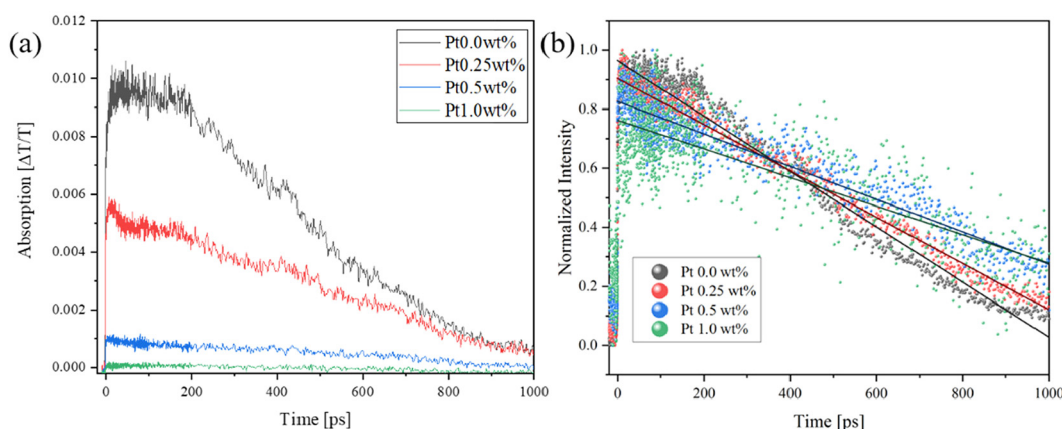 (a)
0.012
0.010
0.008
0.006
0.004
0.002
0.000
Absorption [ΔT/T]
Pt0.0wt%
Pt0.25wt%
Pt0.5wt%
Pt1.0wt%
0 200 400 600 800 1000
Time [ps]
(b)
1.0
0.8
0.6
0.4
0.2
0.0
Normalized Intensity
Pt 0.0 wt%
Pt 0.25 wt%
Pt 0.5 wt%
Pt 1.0 wt%
0 200 400 600 800 1000
Time [ps]